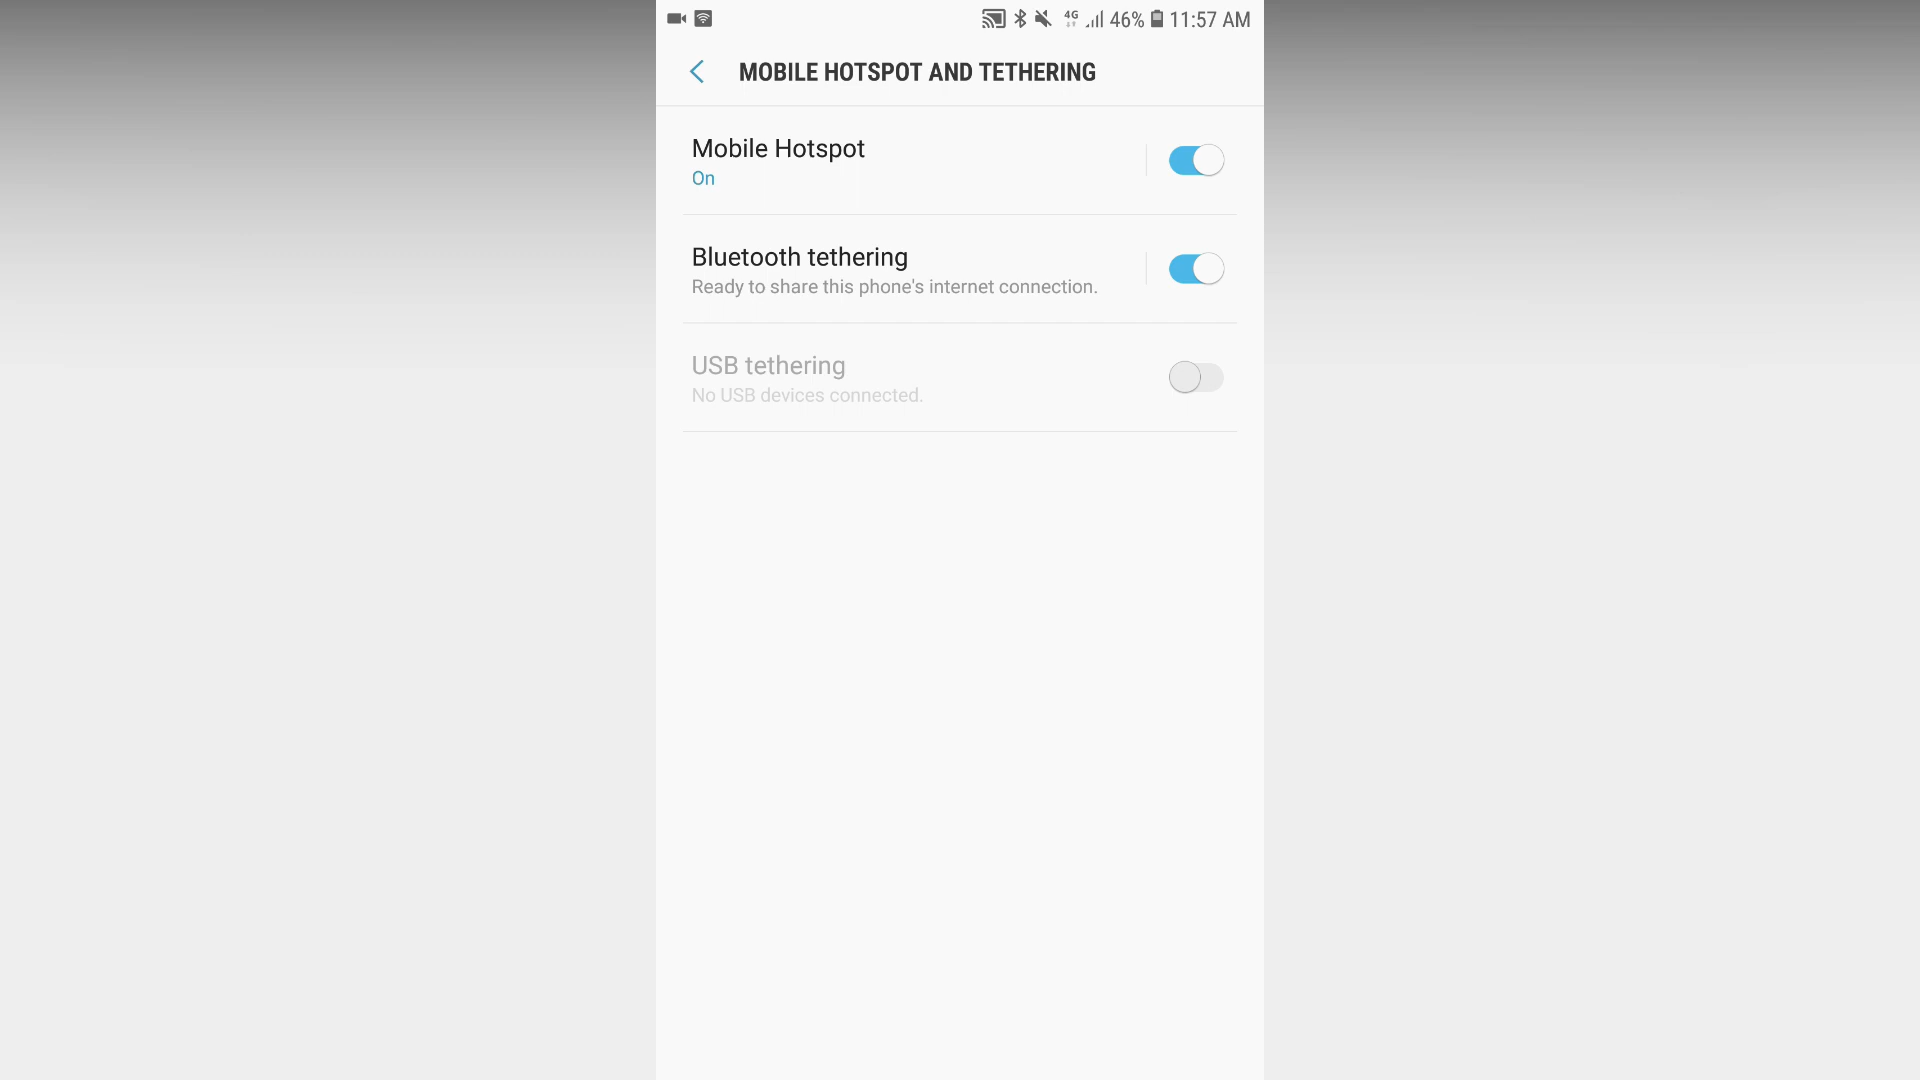 4G 46% 11:57 AM
MOBILE HOTSPOT AND TETHERING
Mobile Hotspot
On
Bluetooth tethering
Ready to share this phone's internet connection.
USB tethering
No USB devices connected.